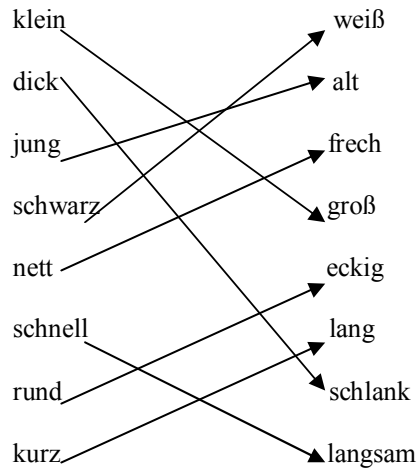 klein weiß
dick alt
jung frech
schwarz groß
nett eckig
schnell lang
rund schlank
kurz langsam